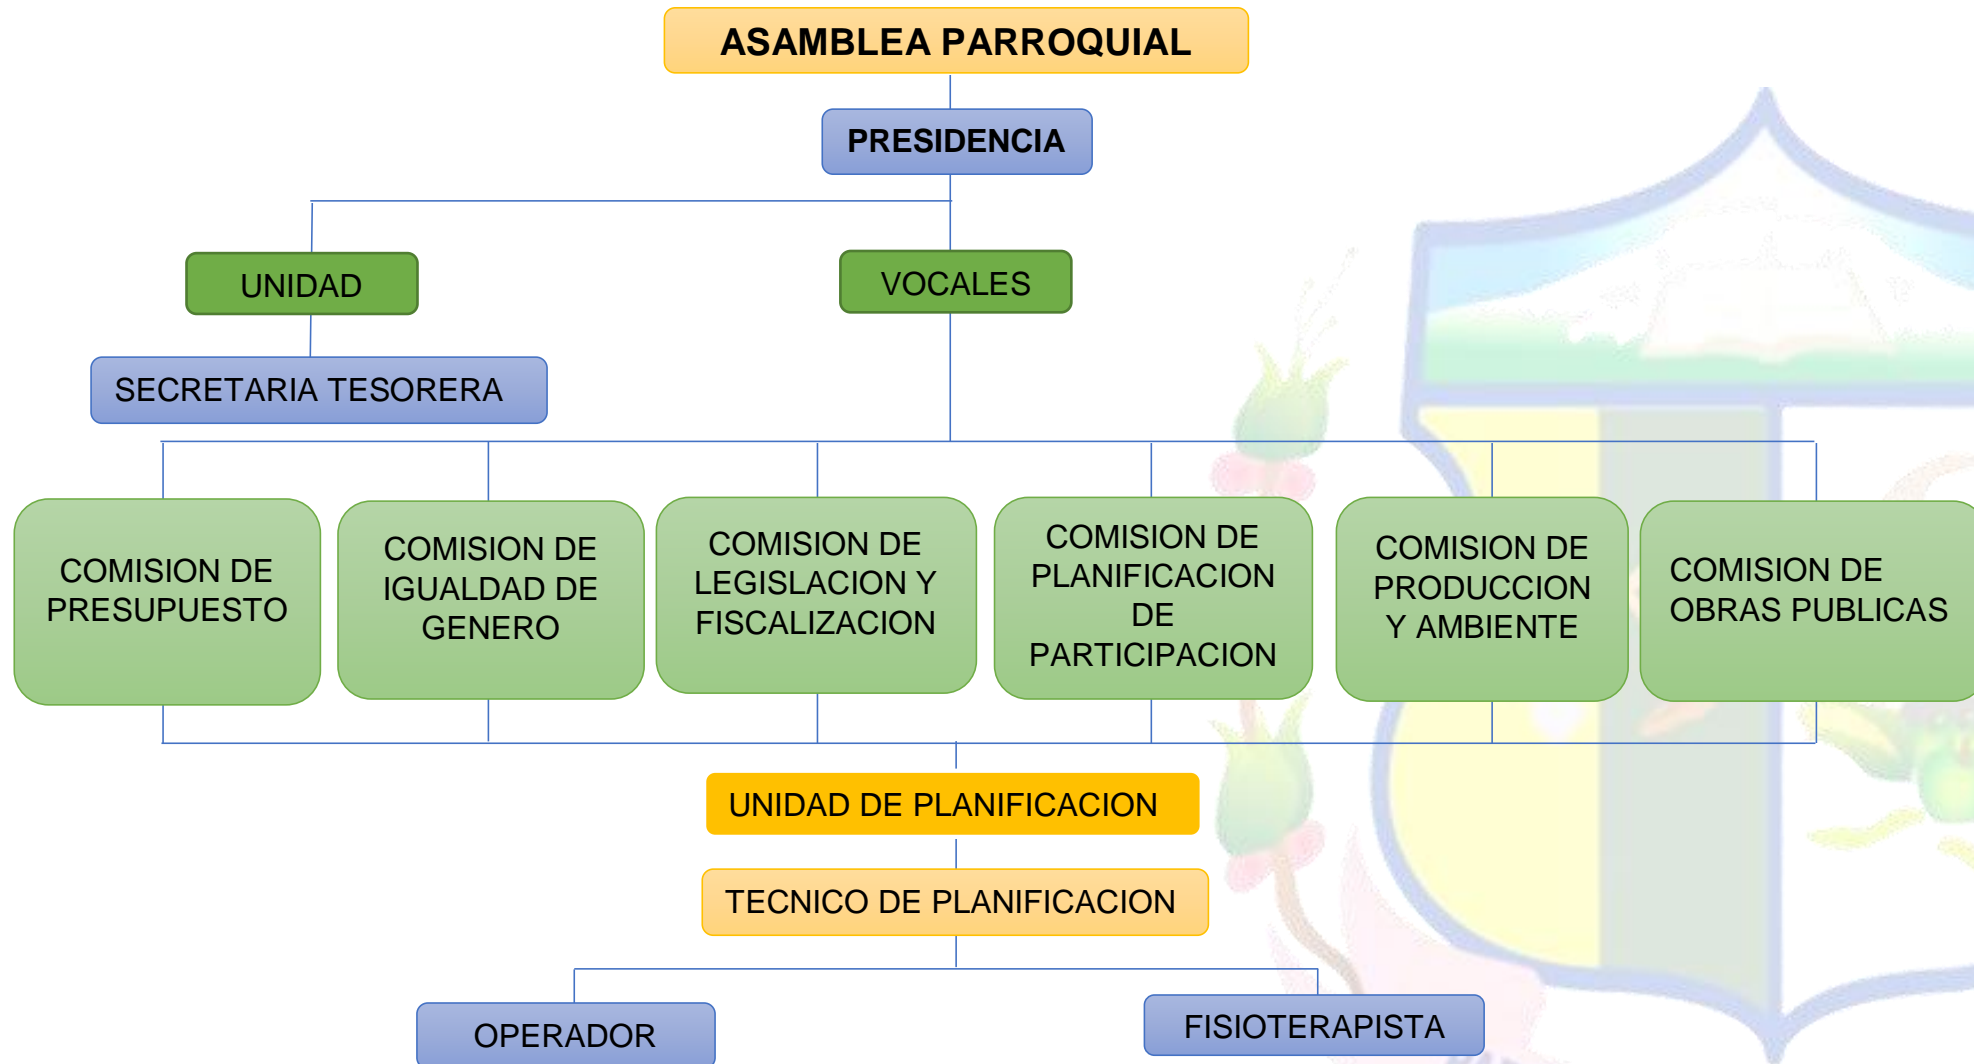 ASAMBLEA PARROQUIAL
PRESIDENCIA
UNIDAD
VOCALES
SECRETARIA TESORERA
COMISION DE
PRESUPUESTO
COMISION DE
IGUALDAD DE
GENERO
COMISION DE
LEGISLACION Y
FISCALIZACION
COMISION DE
PLANIFICACION
DE
PARTICIPACION
COMISION DE
PRODUCCION
Y AMBIENTE
COMISION DE
OBRAS PUBLICAS
UNIDAD DE PLANIFICACION
TECNICO DE PLANIFICACION
OPERADOR
FISIOTERAPISTA